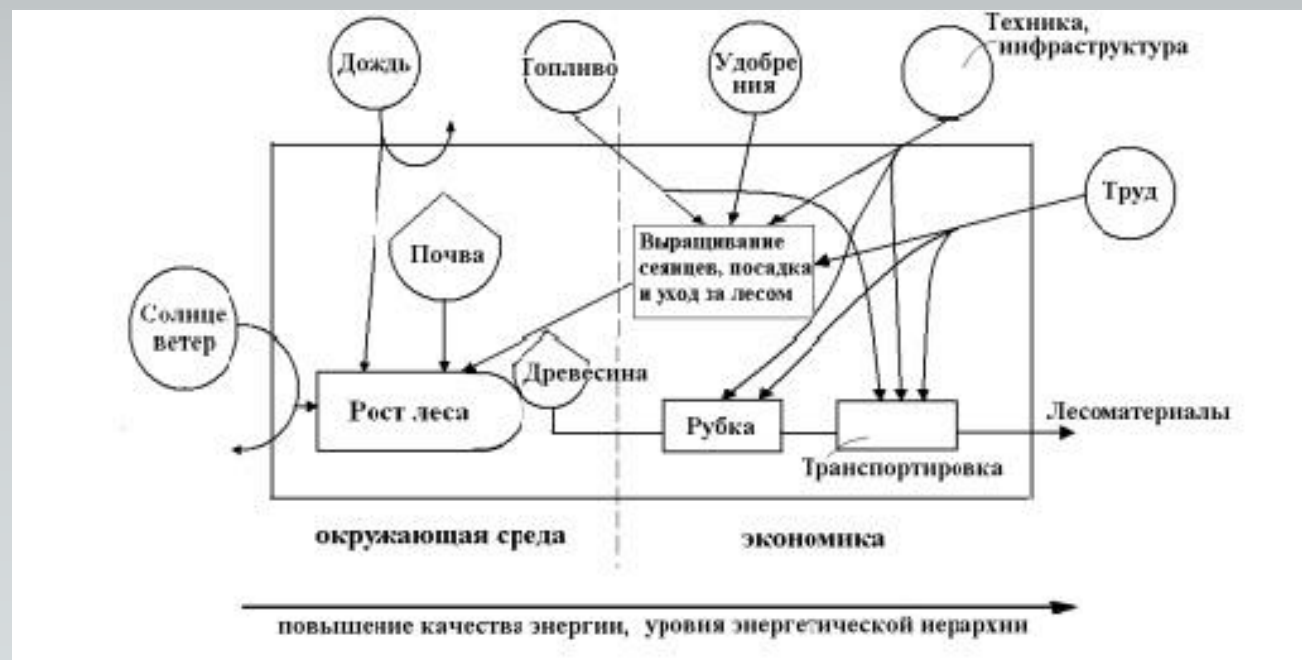 Техника,
инфраструктура
Дождь
Топливо
Удобре
ния
Труд
Почва
Выращивание
сеянцев, посадка
и уход за лесом
Солнце
ветер
Древесина
Рост леса
Рубка
Лесоматериалы
Транспортировка
окружающая среда
экономика
повышение качества энергии, уровня энергетической иерархии